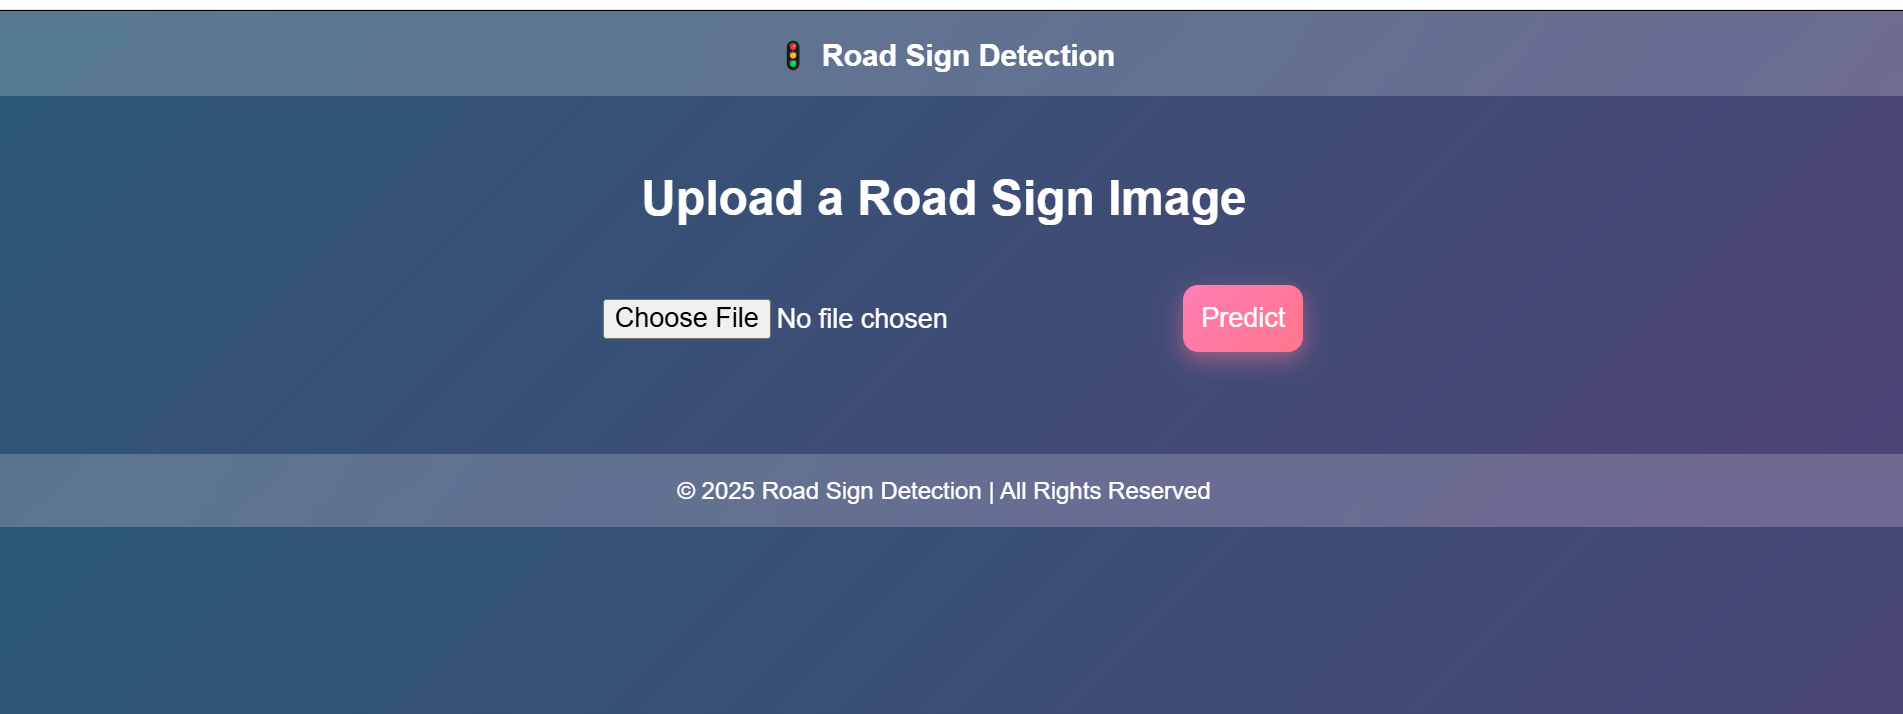 🚦 Road Sign Detection
Upload a Road Sign Image
Choose File No file chosen
Predict
© 2025 Road Sign Detection | All Rights Reserved